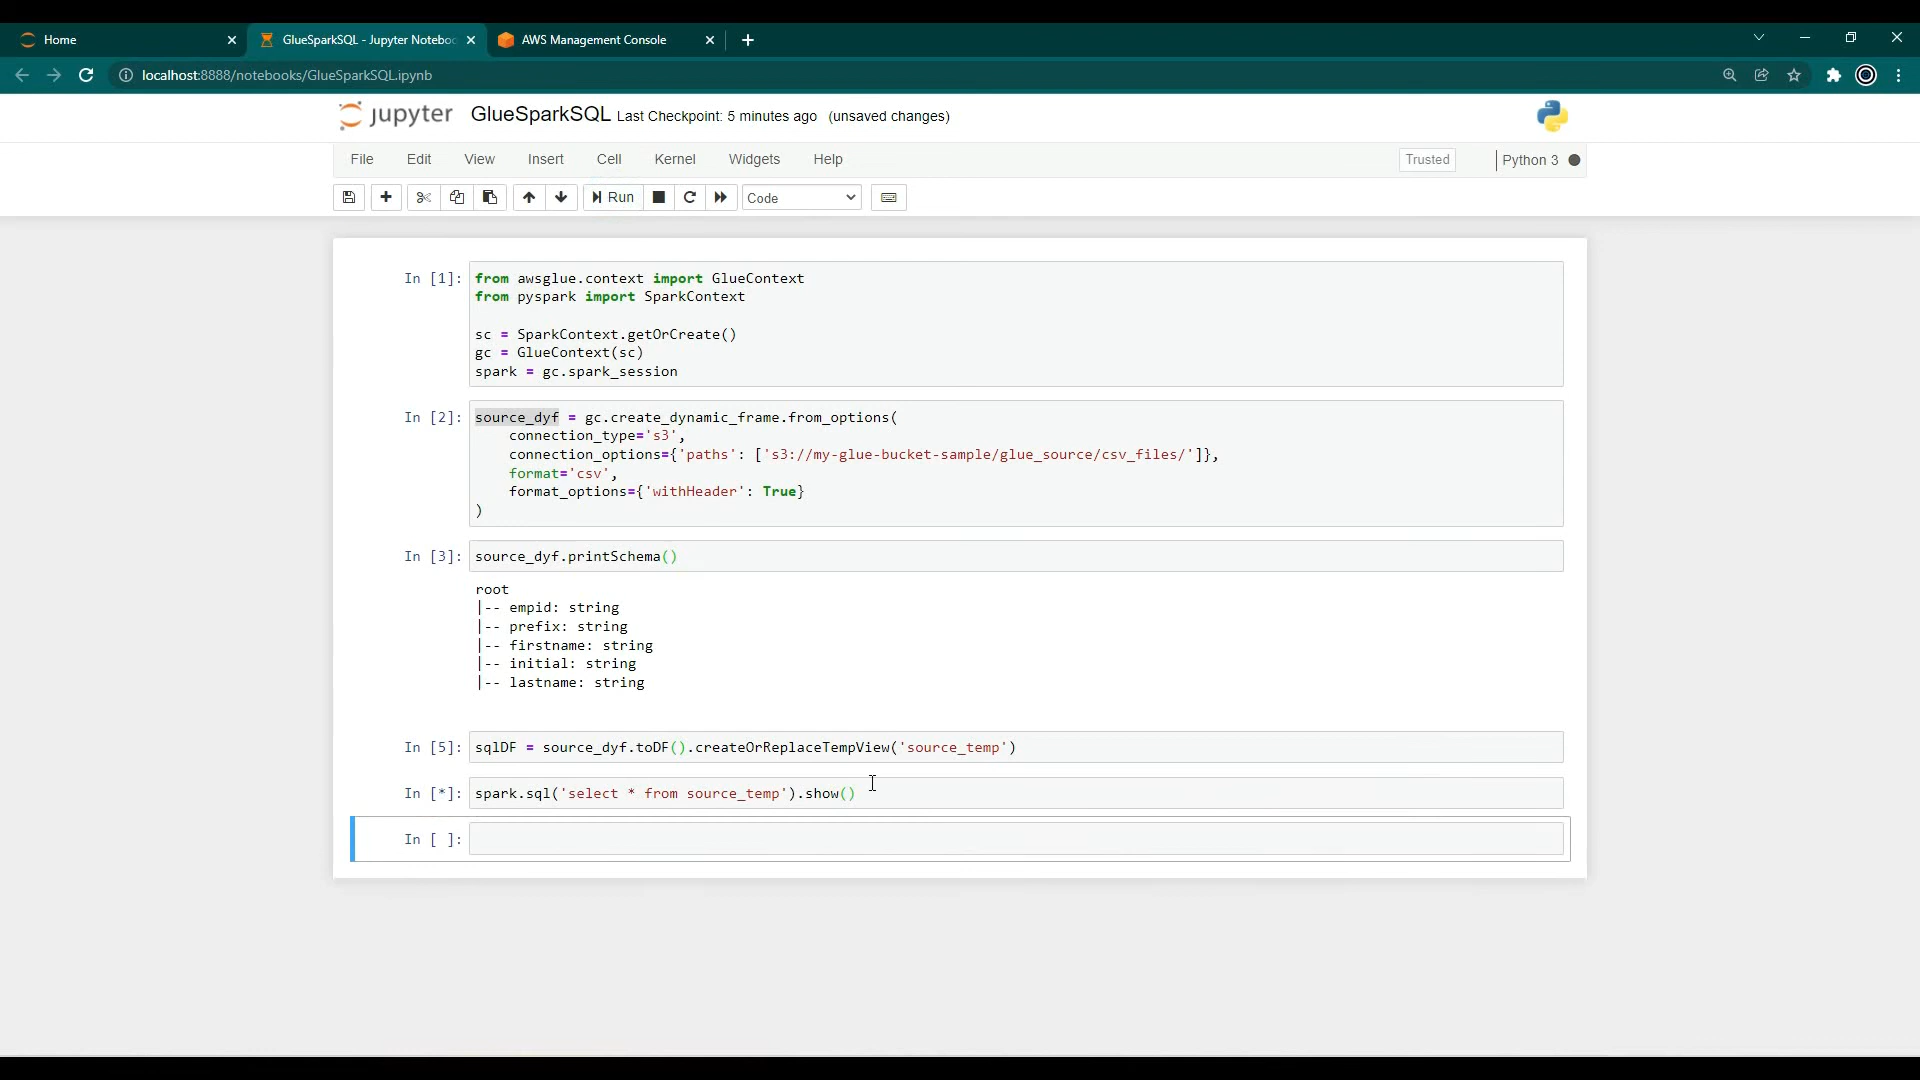 Home
GlueSparkSQL - Jupyter Noteboo
AWS Management Console
localhost:8888/notebooks/GlueSparkSQL.ipynb
jupyter GlueSparkSQL Last Checkpoint: 5 minutes ago (unsaved changes)
File Edit View Insert Cell Kernel Widgets Help Trusted Python 3
Run Code
In [1]: from awsglue.context import GlueContext
from pyspark import SparkContext
sc = SparkContext.getOrCreate()
gc = GlueContext(sc)
spark = gc.spark_session
In [2]: source_dyf = gc.create_dynamic_frame.from_options(
connection_type='s3',
connection_options={'paths': ['s3://my-glue-bucket-sample/glue_source/csv_files/']},
format='csv',
format_options={'withHeader': True}
)
In [3]: source_dyf.printSchema()
root
|-- empid: string
|-- prefix: string
|-- firstname: string
|-- initial: string
|-- lastname: string
In [5]: sqlDF = source_dyf.toDF().createOrReplaceTempView('source_temp')
In [*]: spark.sql('select * from source_temp').show()
In [ ]: